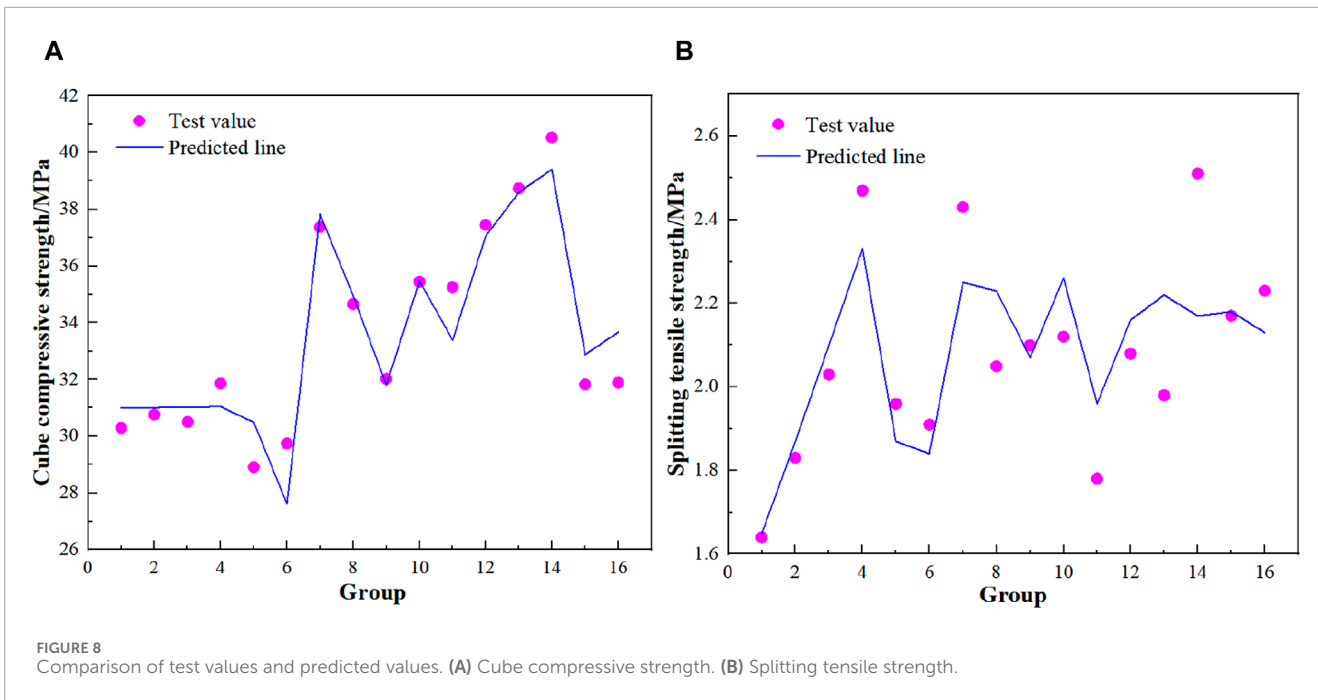 A
42
40
38
36
34
32
30
28
26
0
2
4
6
8
10
12
14
16
Cube compressive strength/MPa
Group
Test value
Predicted line
B
2.6
2.4
2.2
2.0
1.8
1.6
0
2
4
6
8
10
12
14
16
Splitting tensile strength/MPa
Group
Test value
Predicted line
FIGURE 8
Comparison of test values and predicted values. (A) Cube compressive strength. (B) Splitting tensile strength.